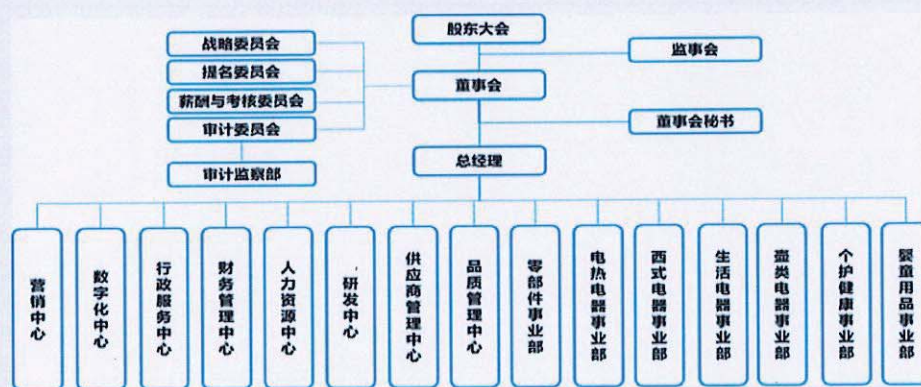 股东大会
监事会
战略委员会
提名委员会
薪酬与考核委员会
审计委员会
审计监察部
董事会
董事会秘书
总经理
营销中心
数字化中心
行政服务中心
财务管理中心
人力资源中心
研发中心
供应商管理中心
品质管理中心
零部件事业部
电热电器事业部
西式电器事业部
生活电器事业部
壶类电器事业部
个护健康事业部
婴童用品事业部